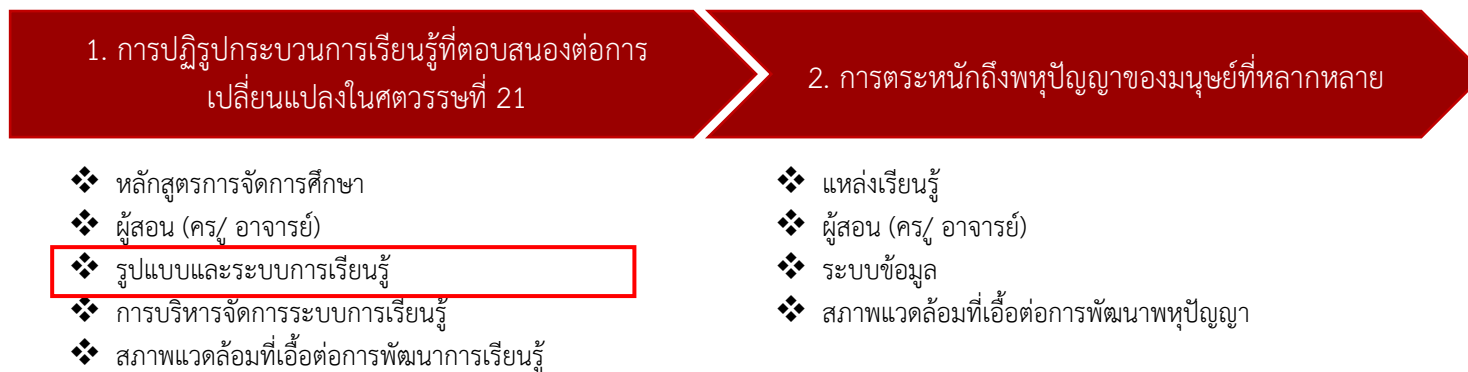 1. การปฏิรูปกระบวนการเรียนรู้ที่ตอบสนองต่อการ
เปลี่ยนแปลงในศตวรรษที่ 21
2. การตระหนักถึงพหุปัญญาของมนุษย์ที่หลากหลาย
❖ หลักสูตรการจัดการศึกษา
❖ ผู้สอน (ครู/ อาจารย์)
❖ รูปแบบและระบบการเรียนรู้
❖ การบริหารจัดการระบบการเรียนรู้
❖ สภาพแวดล้อมที่เอื้อต่อการพัฒนาการเรียนรู้
❖ แหล่งเรียนรู้
❖ ผู้สอน (ครู/ อาจารย์)
❖ ระบบข้อมูล
❖ สภาพแวดล้อมที่เอื้อต่อการพัฒนาพหุปัญญา